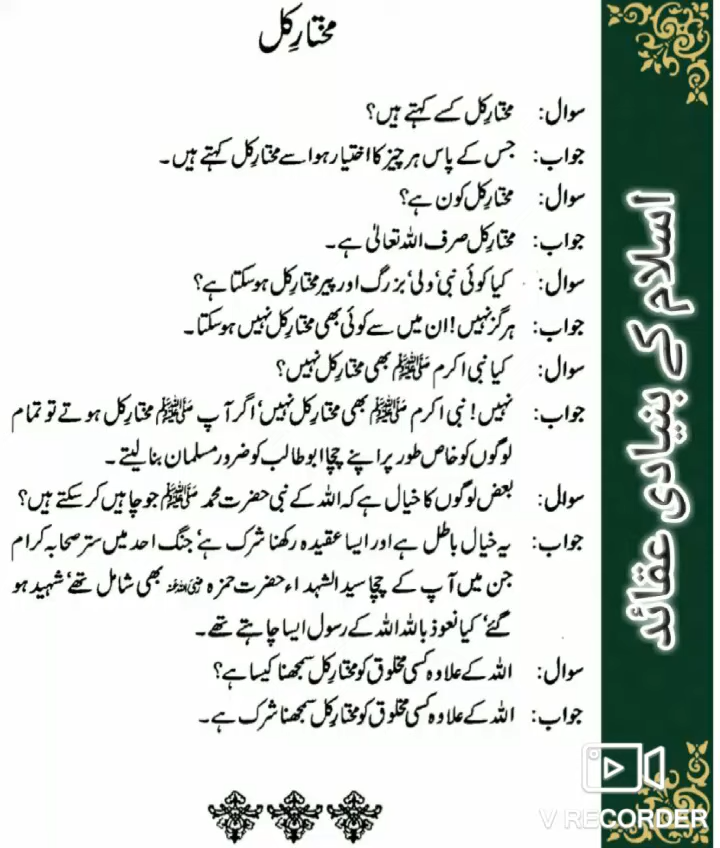 مختارِ کل
سوال: مختارِ کل کسے کہتے ہیں؟
جواب: جس کے پاس ہر چیز کا اختیار ہو اسے مختارِ کل کہتے ہیں۔
سوال: مختارِ کل کون ہے؟
جواب: مختارِ کل صرف اللہ تعالیٰ ہے۔
سوال: کیا کوئی نبی‘ ولی‘ بزرگ اور پیر مختارِ کل ہو سکتا ہے؟
جواب: ہرگز نہیں! ان میں سے کوئی بھی مختارِ کل نہیں ہو سکتا۔
سوال: کیا نبی اکرم ﷺ بھی مختارِ کل نہیں؟
جواب: نہیں! نبی اکرم ﷺ بھی مختارِ کل نہیں‘ اگر آپ ﷺ مختارِ کل ہوتے تو تمام
لوگوں کو خاص طور پر اپنے چچا ابو طالب کو ضرور مسلمان بنا لیتے۔
سوال: بعض لوگوں کا خیال ہے کہ اللہ کے نبی حضرت محمد ﷺ جو چاہیں کر سکتے ہیں؟
جواب: یہ خیال باطل ہے اور ایسا عقیدہ رکھنا شرک ہے‘ جنگ احد میں ستر صحابہ کرام
جن میں آپ کے چچا سید الشہداء حضرت حمزہ رضی اللہ عنہ بھی شامل تھے‘ شہید ہو
گئے‘ کیا نعوذ باللہ اللہ کے رسول ایسا چاہتے تھے۔
سوال: اللہ کے علاوہ کسی مخلوق کو مختارِ کل سمجھنا کیسا ہے؟
جواب: اللہ کے علاوہ کسی مخلوق کو مختارِ کل سمجھنا شرک ہے۔
اسلام کے بنیادی عقائد
V RECORDER